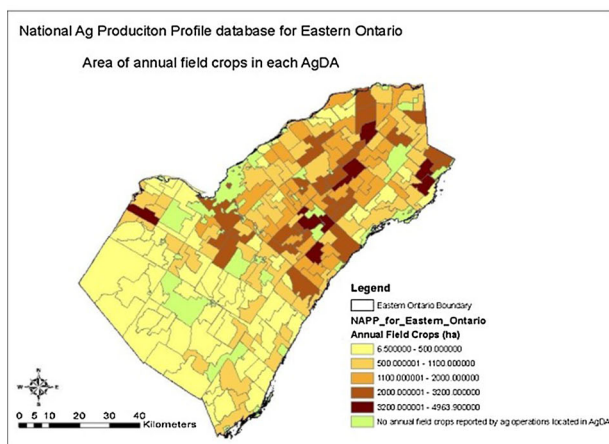 National Ag Produciton Profile database for Eastern Ontario
Area of annual field crops in each AgDA
Legend
Eastern Ontario Boundary
NAPP_for_Eastern_Ontario
Annual Field Crops (ha)
6.500000 - 500.000000
500.000001 - 1100.000000
1100.000001 - 2000.000000
2000.000001 - 3200.000000
3200.000001 - 4963.900000
No annual field crops reported by ag operations located in AgDA
N
W E
S
0 5 10 20 30 40
Kilometers